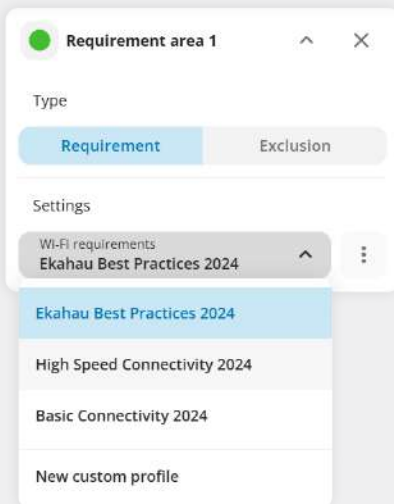 Requirement area 1
Type
Requirement Exclusion
Settings
Wi-Fi requirements
Ekahau Best Practices 2024
Ekahau Best Practices 2024
High Speed Connectivity 2024
Basic Connectivity 2024
New custom profile